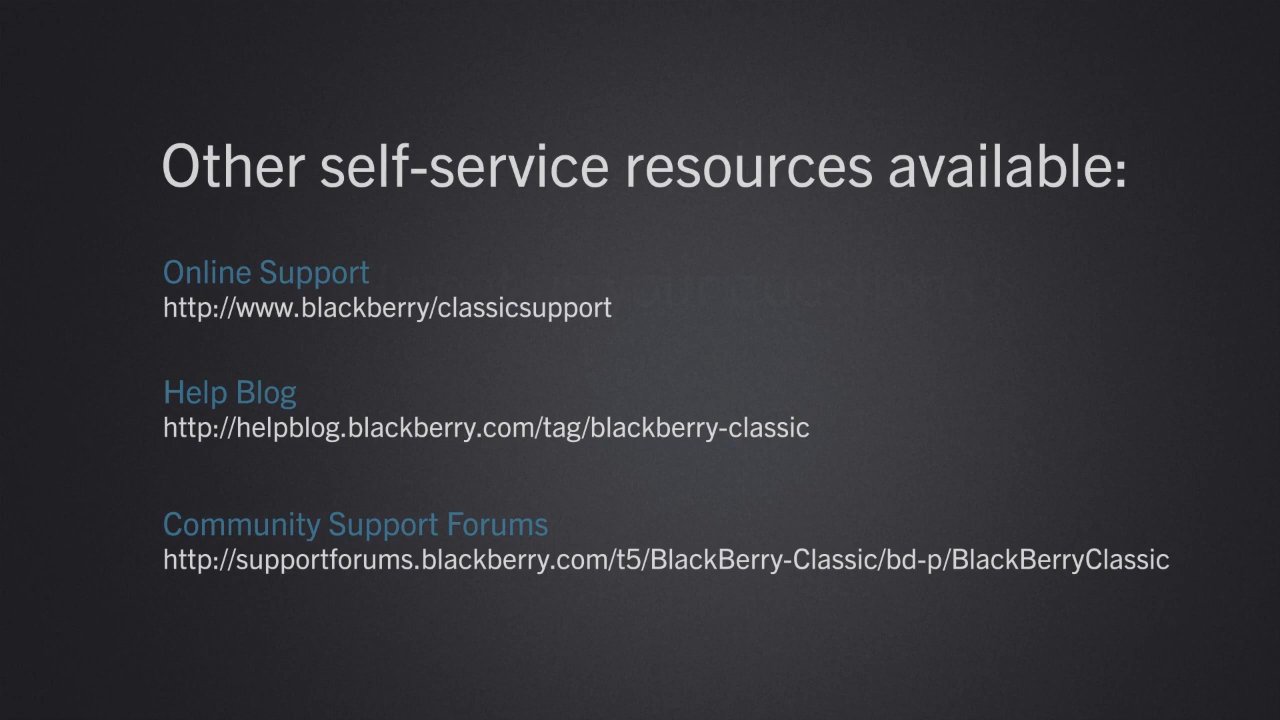 Other self-service resources available:
Online Support
http://www.blackberry/classicsupport
Help Blog
http://helpblog.blackberry.com/tag/blackberry-classic
Community Support Forums
http://supportforums.blackberry.com/t5/BlackBerry-Classic/bd-p/BlackBerryClassic